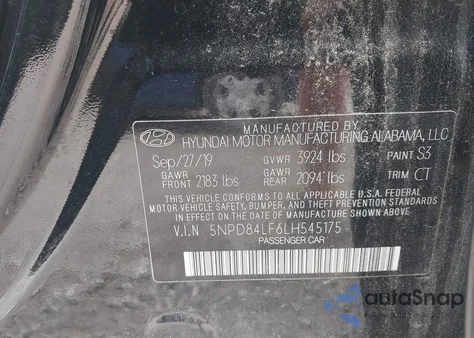 MANUFACTURED BY
HYUNDAI MOTOR MANUFACTURING ALABAMA, LLC
Sep/27/19 GVWR 3924 lbs PAINT S3
GAWR FRONT 2183 lbs GAWR REAR 2094 lbs TRIM CT
THIS VEHICLE CONFORMS TO ALL APPLICABLE U.S.A. FEDERAL
MOTOR VEHICLE SAFETY, BUMPER, AND THEFT PREVENTION STANDARDS
IN EFFECT ON THE DATE OF MANUFACTURE SHOWN ABOVE.
V.I.N 5NPD84LF6LH545175
PASSENGER CAR
autoSnap